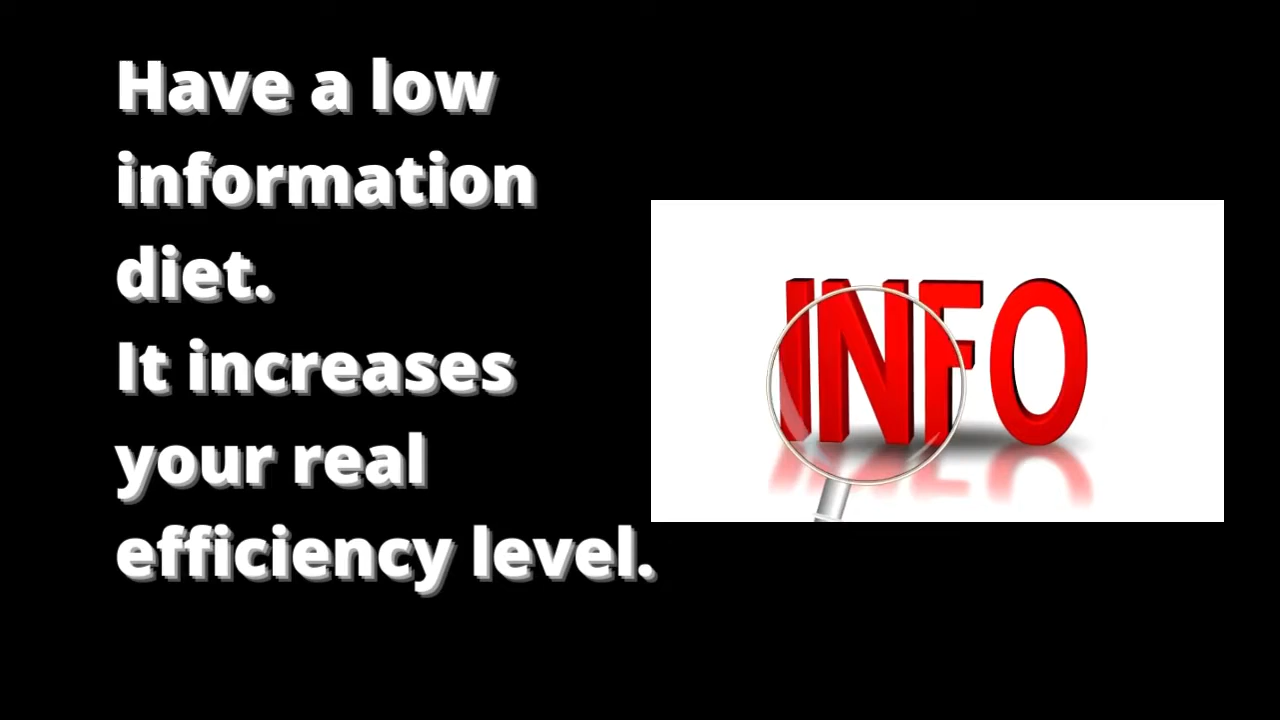 Have a low
information
diet.
It increases
your real
efficiency level.
INFO